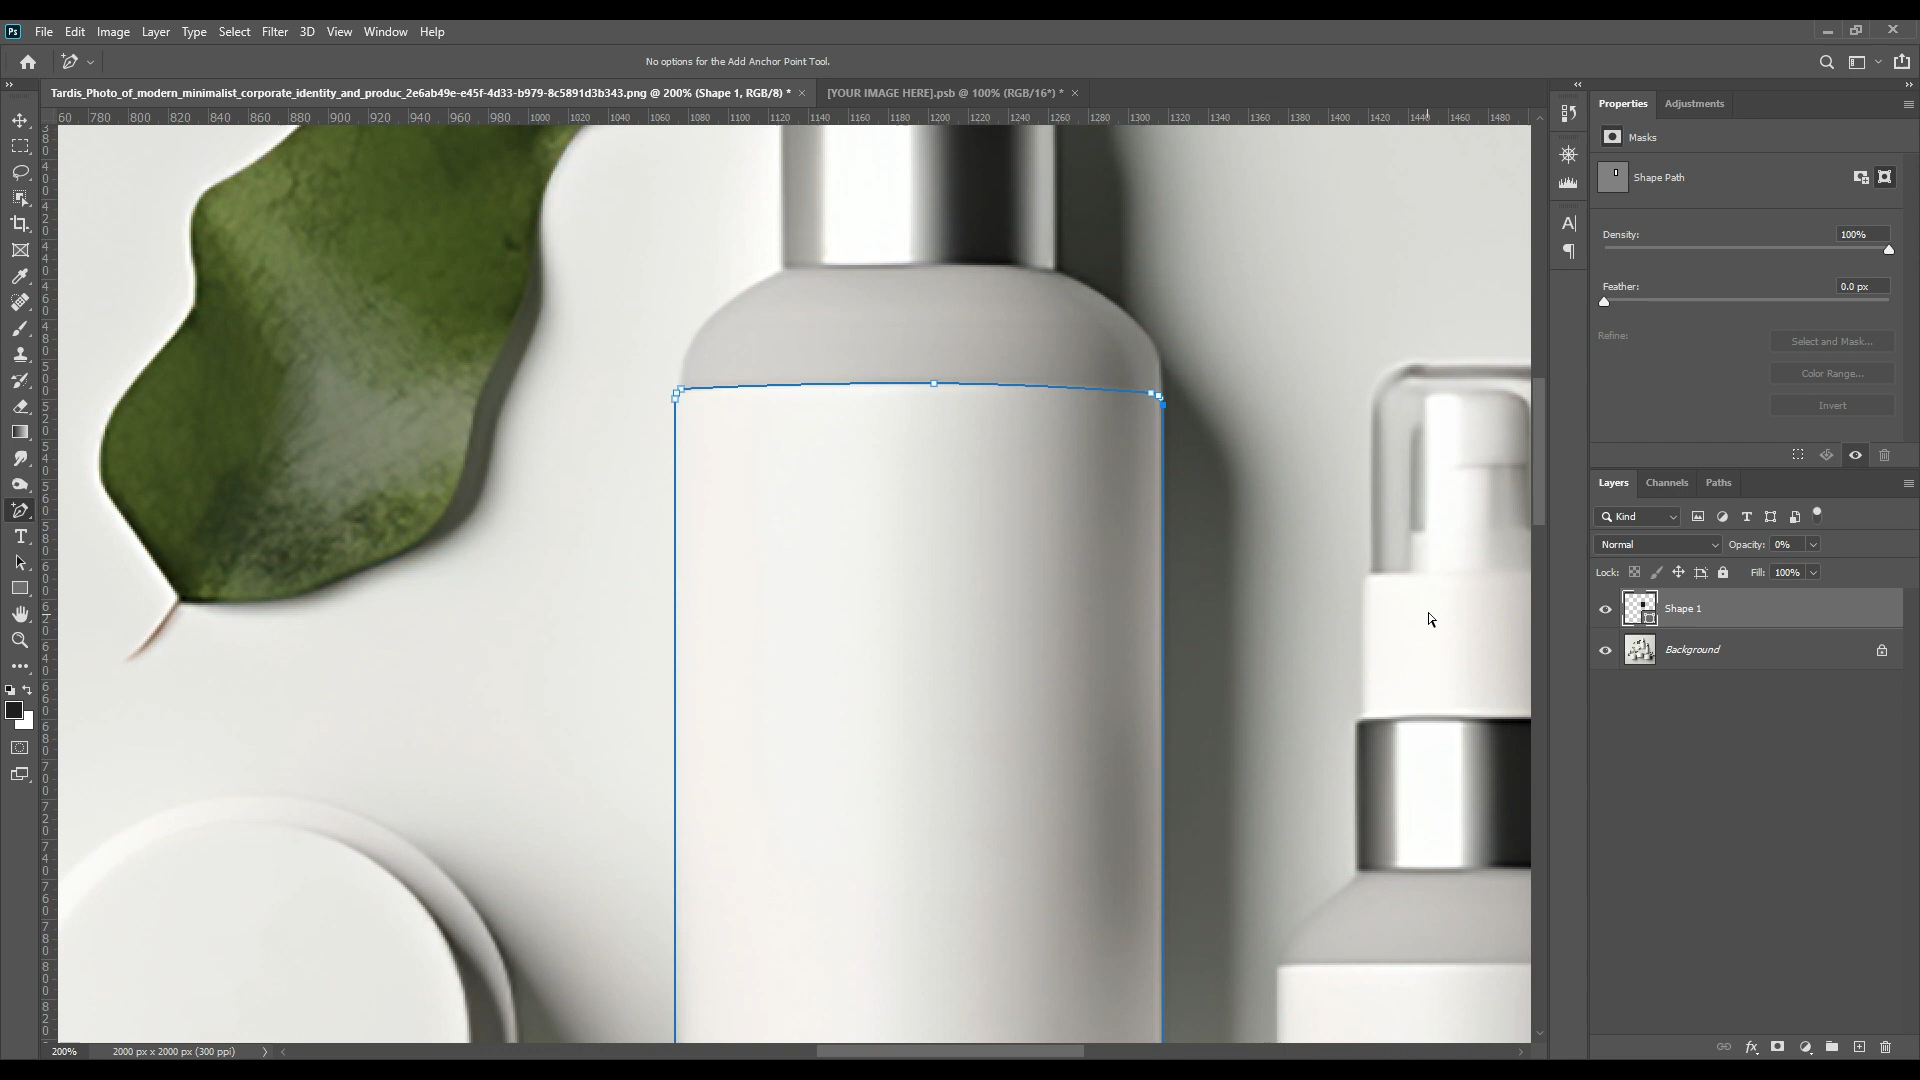 Ps File Edit Image Layer Type Select Filter 3D View Window Help
No options for the Add Anchor Point Tool.
Tardis_Photo_of_modern_minimalist_corporate_identity_and_produc_2e6ab49e-e45f-4d33-b979-8c5891d3b343.png @ 200% (Shape 1, RGB/8) *
[YOUR IMAGE HERE].psb @ 100% (RGB/16*) *
60 780 800 820 840 860 880 900 920 940 960 980 1000 1020 1040 1060 1080 1100 1120 1140 1160 1180 1200 1220 1240 1260 1280 1300 1320 1340 1360 1380 1400 1420 1440 1460 1480
Properties Adjustments
Masks
Shape Path
Density: 100%
Feather: 0.0 px
Refine:
Select and Mask...
Color Range...
Invert
Layers Channels Paths
Kind
Normal Opacity: 0%
Lock: Fill: 100%
Shape 1
Background
200% 2000 px x 2000 px (300 ppi)